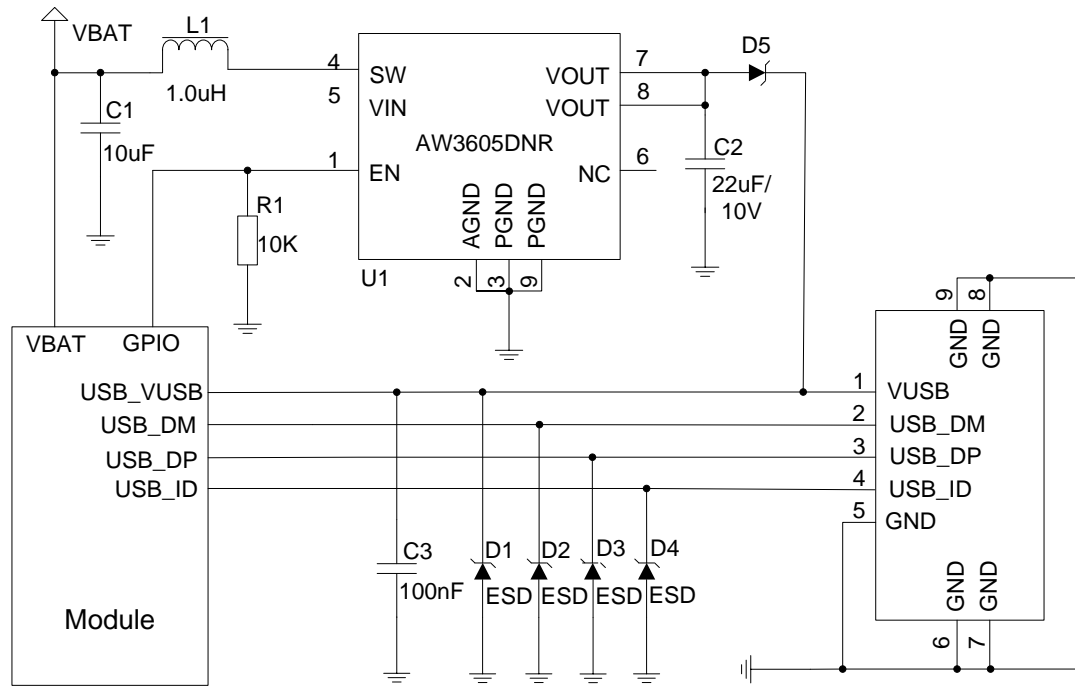 VBAT
L1
1.0uH
C1
10uF
R1
10K
4
5
1
SW
VIN
EN
AW3605DNR
VOUT
VOUT
NC
7
8
6
AGND
PGND
PGND
U1
2
3
9
D5
C2
22uF/
10V
VBAT
GPIO
USB_VUSB
USB_DM
USB_DP
USB_ID
Module
C3
100nF
D1
ESD
D2
ESD
D3
ESD
D4
ESD
9
8
GND
GND
1
VUSB
2
USB_DM
3
USB_DP
4
USB_ID
5
GND
GND
GND
6
7